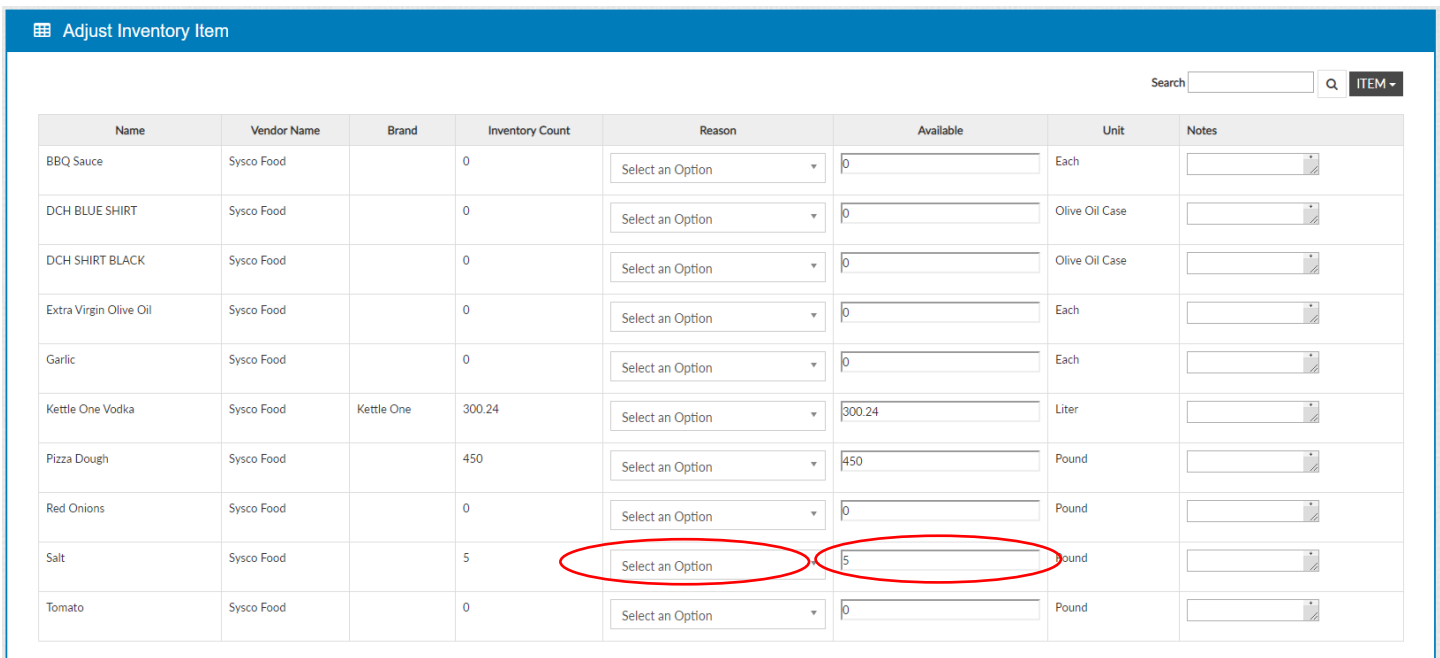 Adjust Inventory Item
Search ITEM
Name Vendor Name Brand Inventory Count Reason Available Unit Notes
BBQ Sauce Sysco Food 0 Select an Option 0 Each
DCH BLUE SHIRT Sysco Food 0 Select an Option 0 Olive Oil Case
DCH SHIRT BLACK Sysco Food 0 Select an Option 0 Olive Oil Case
Extra Virgin Olive Oil Sysco Food 0 Select an Option 0 Each
Garlic Sysco Food 0 Select an Option 0 Each
Kettle One Vodka Sysco Food Kettle One 300.24 Select an Option 300.24 Liter
Pizza Dough Sysco Food 450 Select an Option 450 Pound
Red Onions Sysco Food 0 Select an Option 0 Pound
Salt Sysco Food 5 Select an Option 5 Pound
Tomato Sysco Food 0 Select an Option 0 Pound